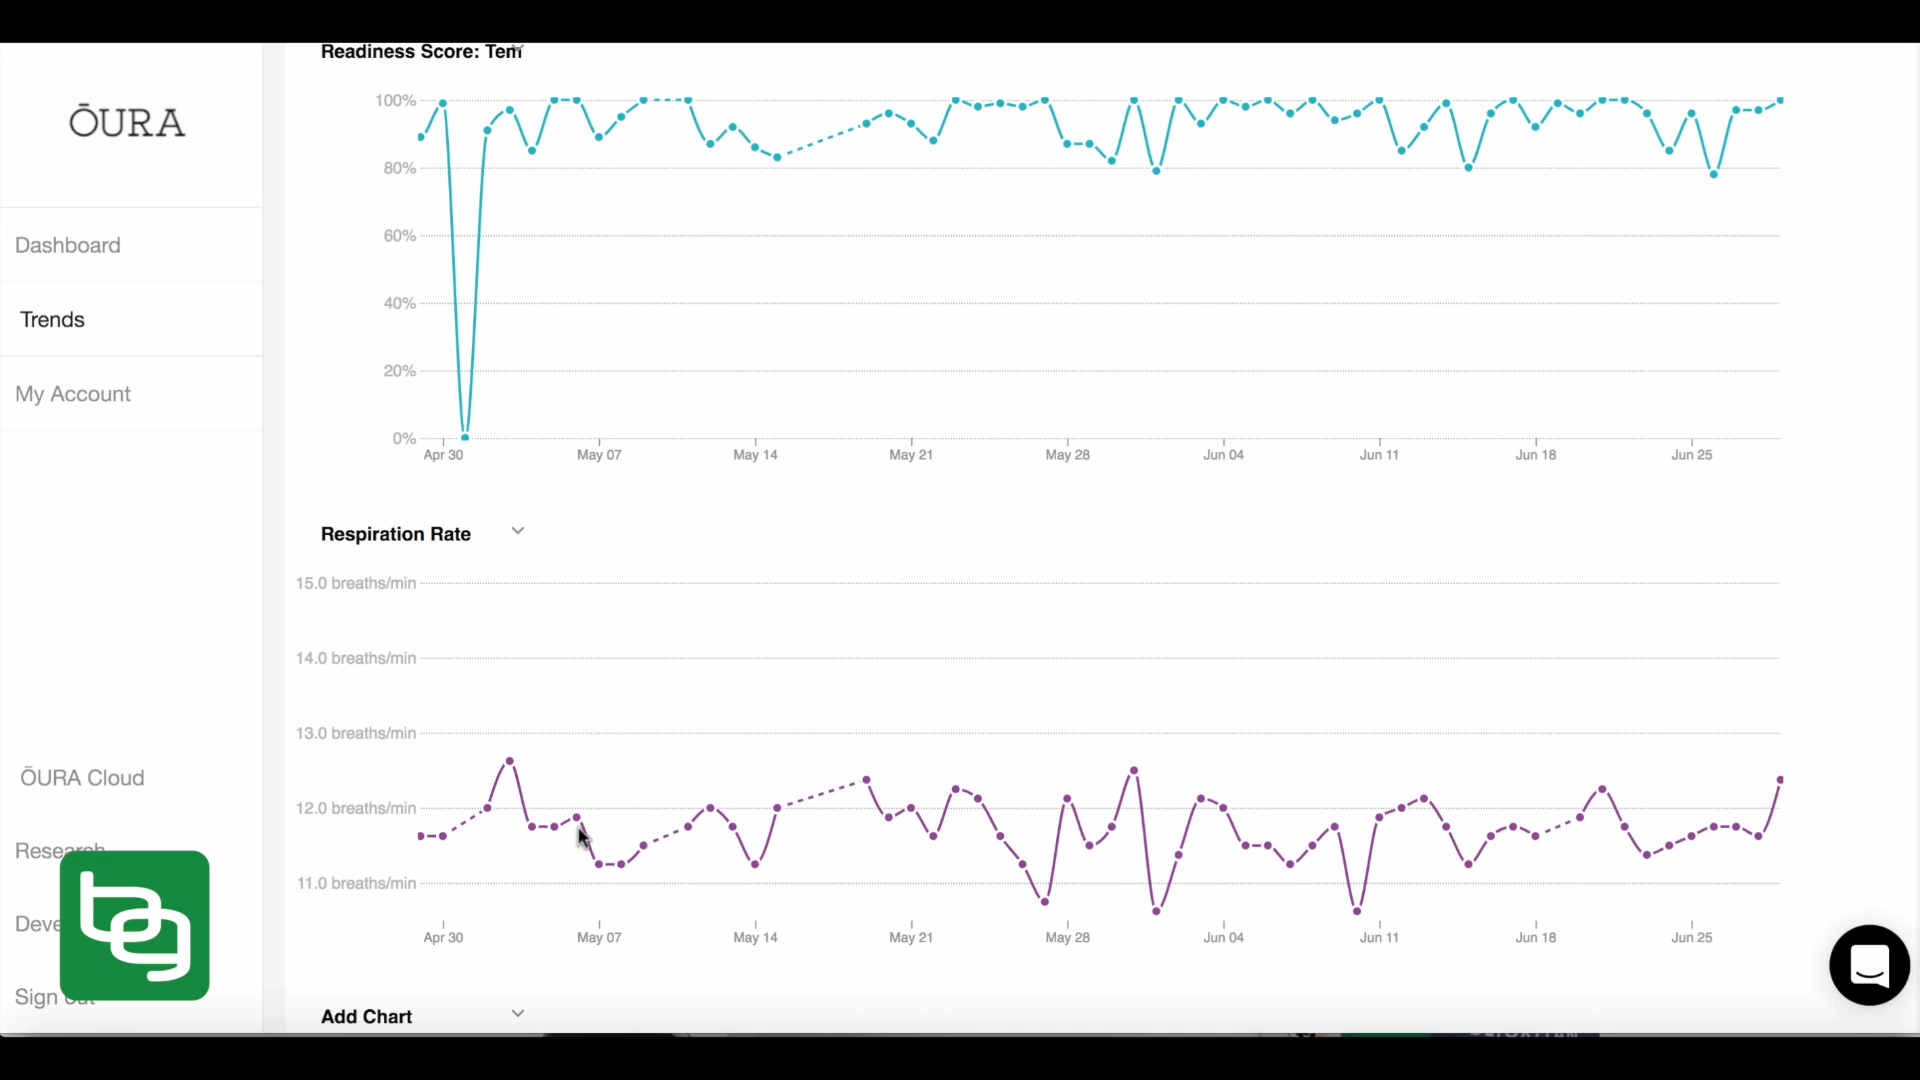 Readiness Score: Tem
ŌURA
Dashboard
Trends
My Account
ŌURA Cloud
Research
Deve
Sign out
100%
80%
60%
40%
20%
0%
Apr 30
May 07
May 14
May 21
May 28
Jun 04
Jun 11
Jun 18
Jun 25
Respiration Rate
15.0 breaths/min
14.0 breaths/min
13.0 breaths/min
12.0 breaths/min
11.0 breaths/min
Apr 30
May 07
May 14
May 21
May 28
Jun 04
Jun 11
Jun 18
Jun 25
Add Chart